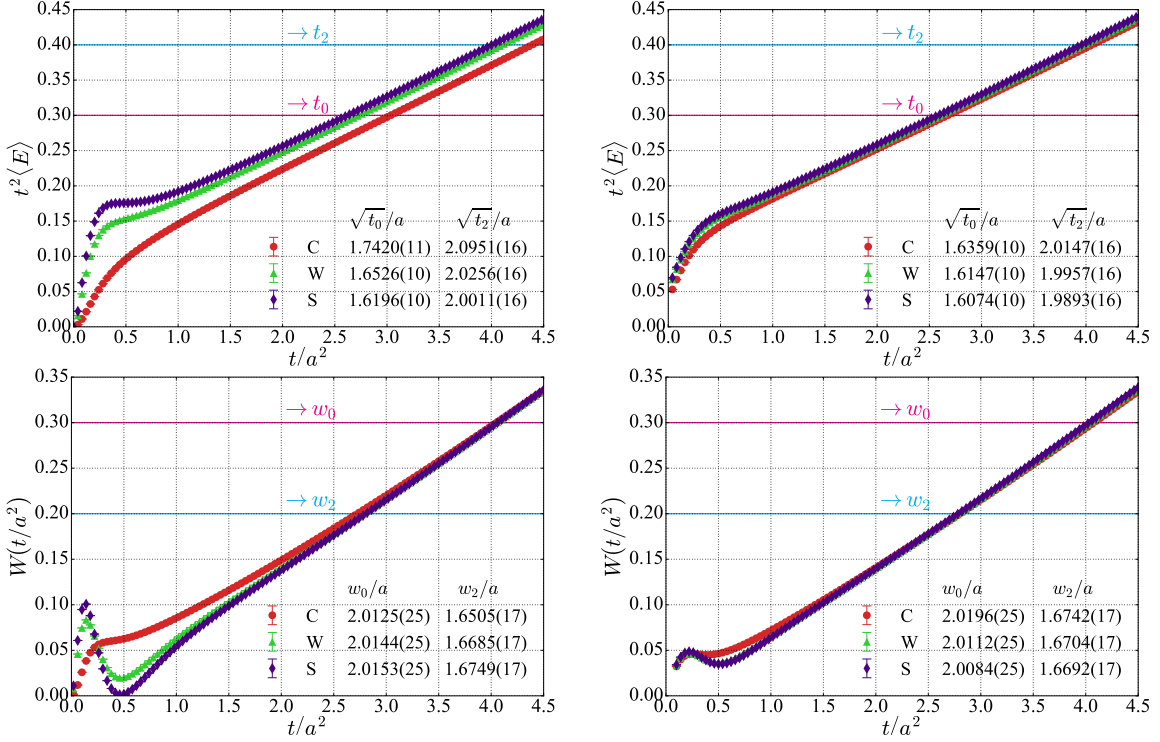 0.45
0.40
0.35
0.30
0.25
0.20
0.15
0.10
0.05
0.00
t²⟨E⟩
→ t₂
→ t₀
√t₀/a √t₂/a
C 1.7420(11) 2.0951(16)
W 1.6526(10) 2.0256(16)
S 1.6196(10) 2.0011(16)
0.0 0.5 1.0 1.5 2.0 2.5 3.0 3.5 4.0 4.5
t/a²
0.45
0.40
0.35
0.30
0.25
0.20
0.15
0.10
0.05
0.00
t²⟨E⟩
→ t₂
→ t₀
√t₀/a √t₂/a
C 1.6359(10) 2.0147(16)
W 1.6147(10) 1.9957(16)
S 1.6074(10) 1.9893(16)
0.0 0.5 1.0 1.5 2.0 2.5 3.0 3.5 4.0 4.5
t/a²
0.35
0.30
0.25
0.20
0.15
0.10
0.05
0.00
W(t/a²)
→ w₀
→ w₂
w₀/a w₂/a
C 2.0125(25) 1.6505(17)
W 2.0144(25) 1.6685(17)
S 2.0153(25) 1.6749(17)
0.0 0.5 1.0 1.5 2.0 2.5 3.0 3.5 4.0 4.5
t/a²
0.35
0.30
0.25
0.20
0.15
0.10
0.05
0.00
W(t/a²)
→ w₀
→ w₂
w₀/a w₂/a
C 2.0196(25) 1.6742(17)
W 2.0112(25) 1.6704(17)
S 2.0084(25) 1.6692(17)
0.0 0.5 1.0 1.5 2.0 2.5 3.0 3.5 4.0 4.5
t/a²